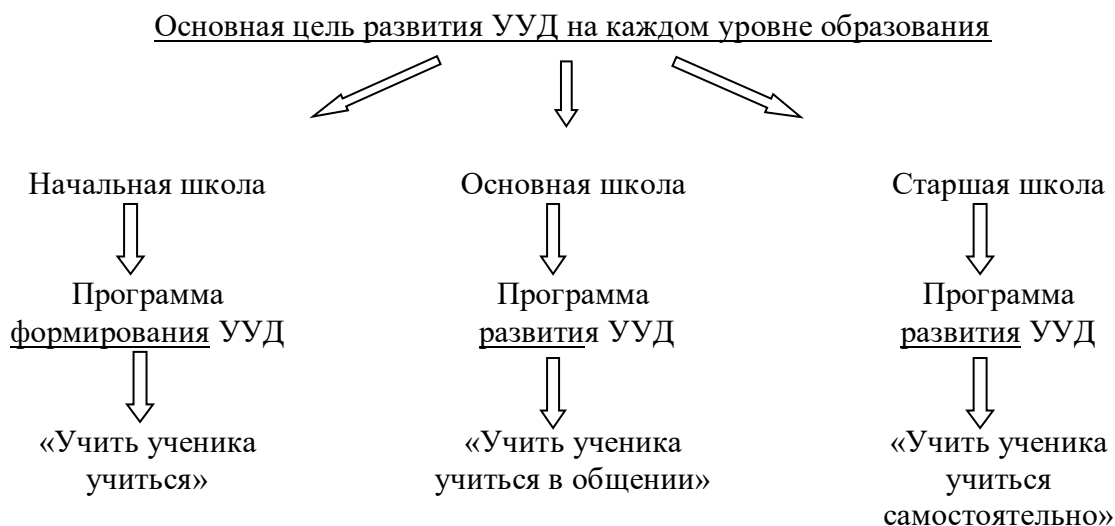 Основная цель развития УУД на каждом уровне образования
Начальная школа
Основная школа
Старшая школа
Программа
формирования УУД
Программа
развития УУД
Программа
развития УУД
«Учить ученика
учиться»
«Учить ученика
учиться в общении»
«Учить ученика
учиться
самостоятельно»